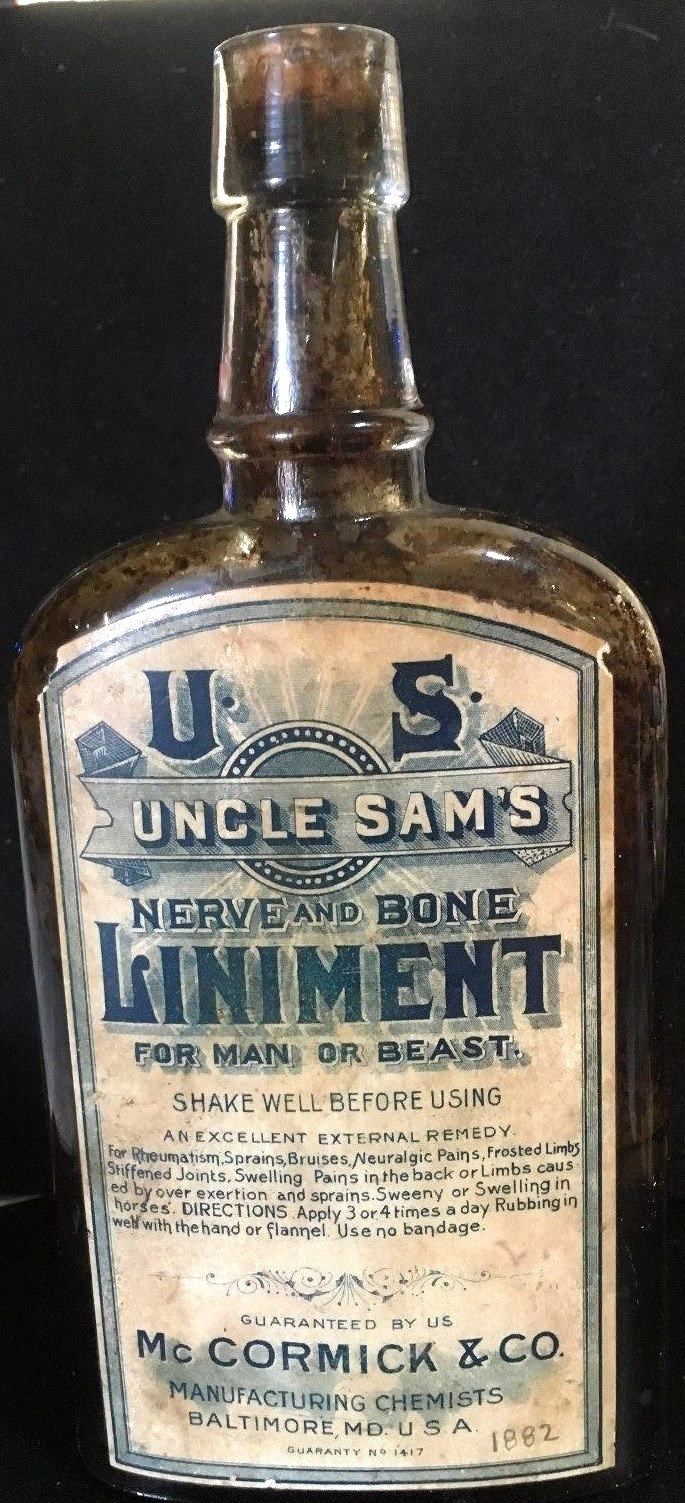 U. S.
UNCLE SAM'S
NERVE AND BONE
LINIMENT
FOR MAN OR BEAST.
SHAKE WELL BEFORE USING
AN EXCELLENT EXTERNAL REMEDY.
For Rheumatism, Sprains, Bruises, Neuralgic Pains, Frosted Limbs
Stiffened Joints, Swelling Pains in the back or Limbs caus-
ed by over exertion and sprains. Sweeny or Swelling in
horses. DIRECTIONS. Apply 3 or 4 times a day Rubbing in
well with the hand or flannel. Use no bandage.
GUARANTEED BY US
Mc CORMICK & CO.
MANUFACTURING CHEMISTS
BALTIMORE, MD. U S A.
GUARANTY No 1417
1882